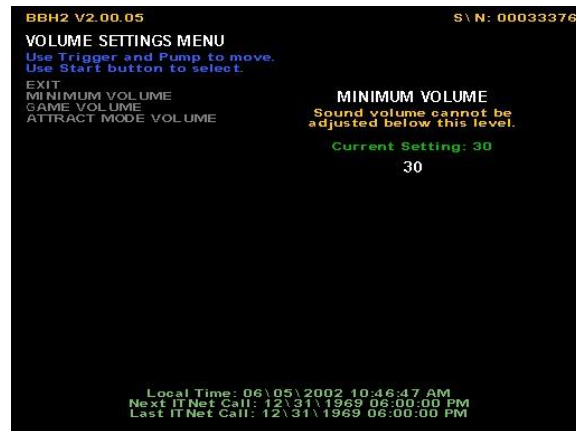 BBH2 V2.00.05
S\N: 00033376
VOLUME SETTINGS MENU
Use Trigger and Pump to move.
Use Start button to select.
EXIT
MINIMUM VOLUME
GAME VOLUME
ATTRACT MODE VOLUME
MINIMUM VOLUME
Sound volume cannot be
adjusted below this level.
Current Setting: 30
30
Local Time: 06\05\2002 10:46:47 AM
Next ITNet Call: 12\31\1969 06:00:00 PM
Last ITNet Call: 12\31\1969 06:00:00 PM